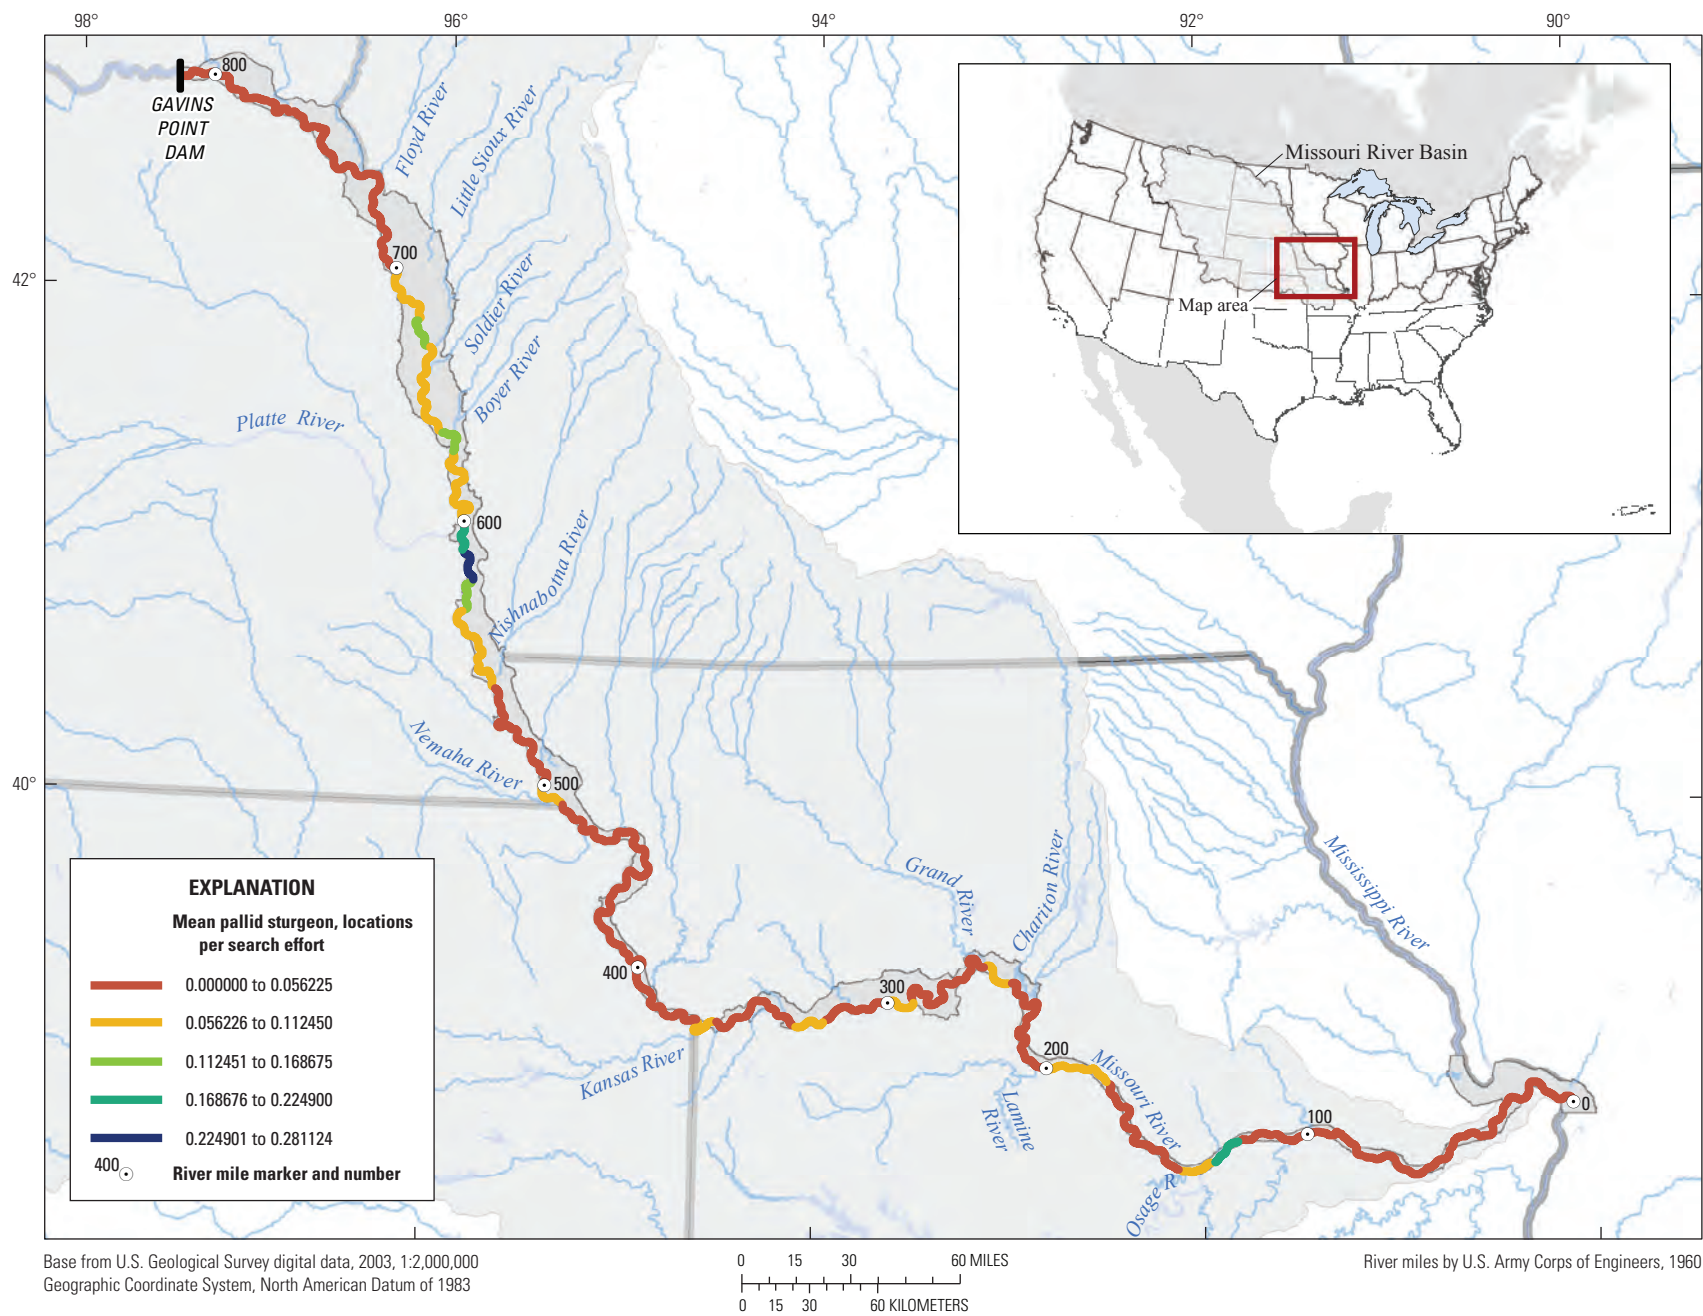 98°
96°
94°
92°
90°
800
GAVINS
POINT
DAM
Floyd River
Little Sioux River
Missouri River Basin
Map area
700
42°
Soldier River
Boyer River
Platte River
600
Nishnabotna River
Nemaha River
500
40°
Mississippi River
Grand River
Chariton River
400
300
Kansas River
200
Missouri River
Lamine River
100
0
Osage R
EXPLANATION
Mean pallid sturgeon, locations
per search effort
0.000000 to 0.056225
0.056226 to 0.112450
0.112451 to 0.168675
0.168676 to 0.224900
0.224901 to 0.281124
400
River mile marker and number
Base from U.S. Geological Survey digital data, 2003, 1:2,000,000
Geographic Coordinate System, North American Datum of 1983
0 15 30 60 MILES
0 15 30 60 KILOMETERS
River miles by U.S. Army Corps of Engineers, 1960